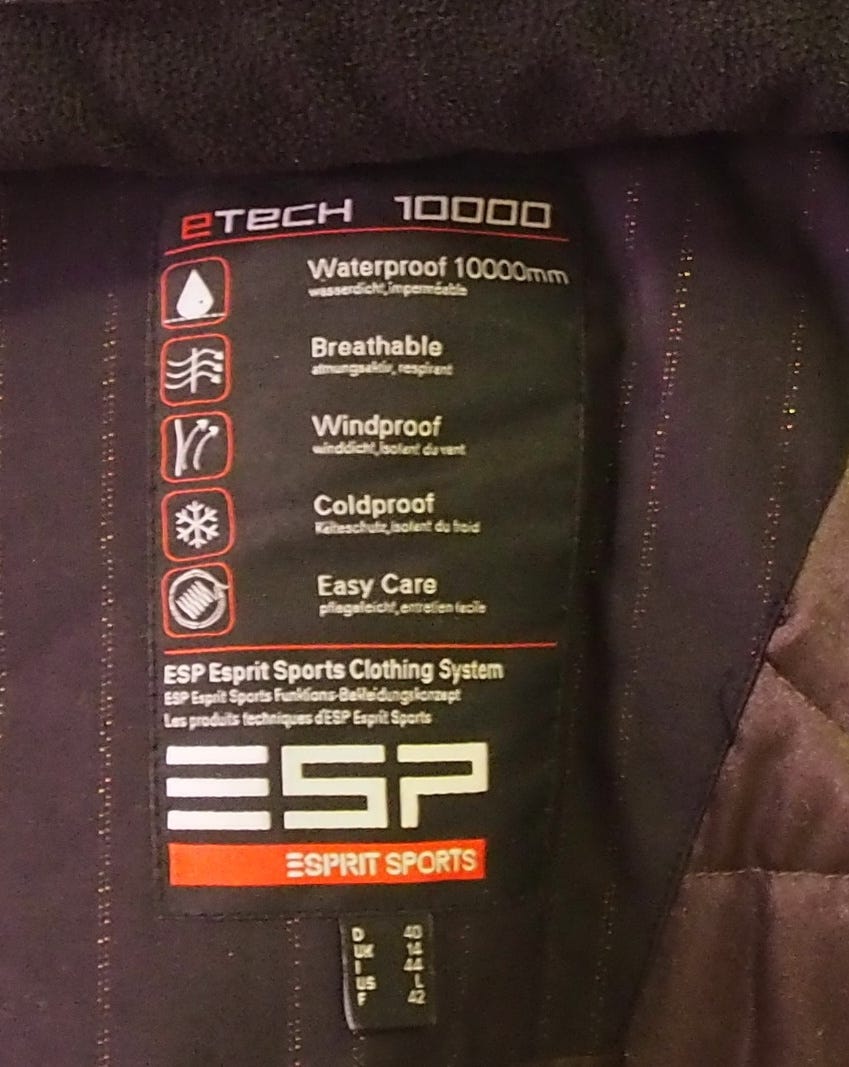 eTECH 10000
Waterproof 10000mm
wasserdicht, imperméable
Breathable
atmungsaktiv, respirant
Windproof
winddicht, isolant du vent
Coldproof
Kälteschutz, isolant du froid
Easy Care
pflegeleicht, entretien facile
ESP Esprit Sports Clothing System
ESP Esprit Sports Funktions-Bekleidungskonzept
Les produits techniques d'ESP Esprit Sports
ESP
ESPRIT SPORTS
D 40
UK 14
I 44
US L
F 42